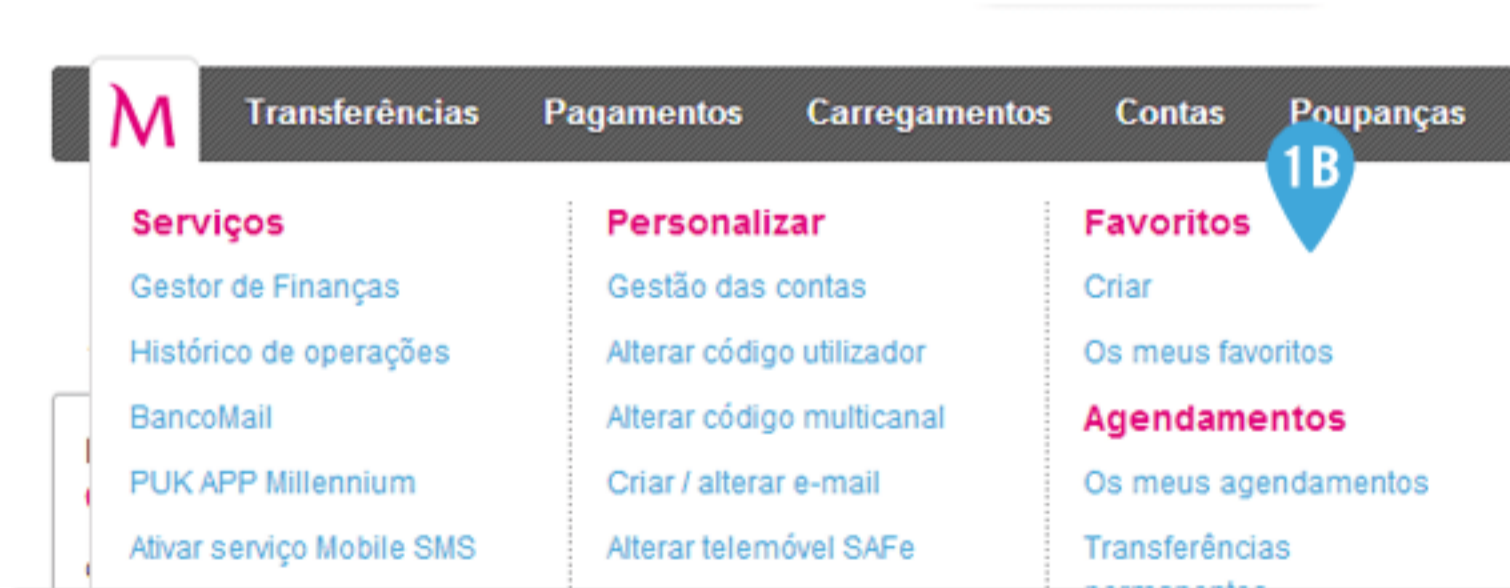 M Transferências Pagamentos Carregamentos Contas Poupanças
1B
Serviços
Gestor de Finanças
Histórico de operações
BancoMail
PUK APP Millennium
Ativar serviço Mobile SMS
Personalizar
Gestão das contas
Alterar código utilizador
Alterar código multicanal
Criar / alterar e-mail
Alterar telemóvel SAFe
Favoritos
Criar
Os meus favoritos
Agendamentos
Os meus agendamentos
Transferências